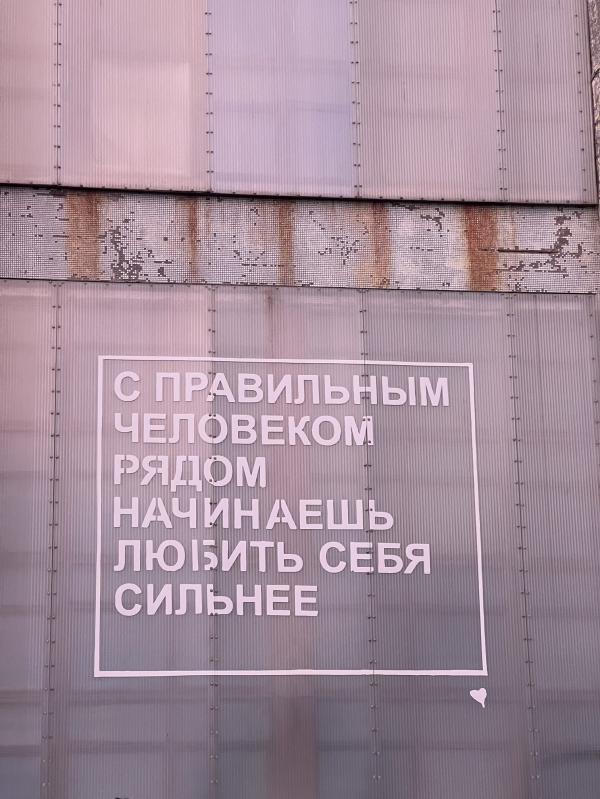 С ПРАВИЛЬНЫМ
ЧЕЛОВЕКОМ
РЯДОМ
НАЧИНАЕШЬ
ЛЮБИТЬ СЕБЯ
СИЛЬНЕЕ